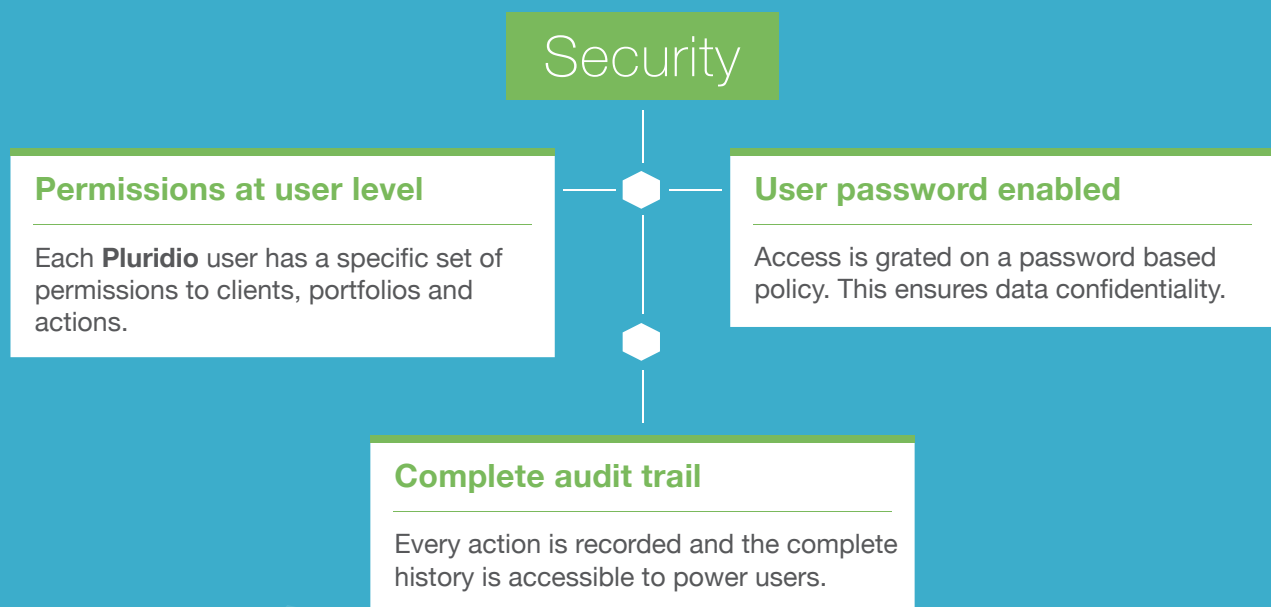 Security
Permissions at user level
Each Pluridio user has a specific set of
permissions to clients, portfolios and
actions.
User password enabled
Access is grated on a password based
policy. This ensures data confidentiality.
Complete audit trail
Every action is recorded and the complete
history is accessible to power users.